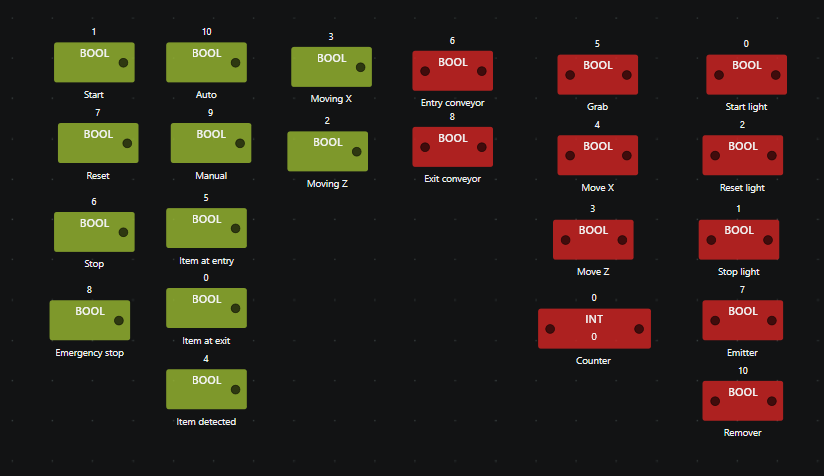 1
BOOL
Start
10
BOOL
Auto
3
BOOL
Moving X
6
BOOL
Entry conveyor
5
BOOL
Grab
0
BOOL
Start light
7
BOOL
Reset
9
BOOL
Manual
2
BOOL
Moving Z
8
BOOL
Exit conveyor
4
BOOL
Move X
2
BOOL
Reset light
6
BOOL
Stop
5
BOOL
Item at entry
3
BOOL
Move Z
1
BOOL
Stop light
8
BOOL
Emergency stop
0
BOOL
Item at exit
0
INT
0
Counter
7
BOOL
Emitter
4
BOOL
Item detected
10
BOOL
Remover